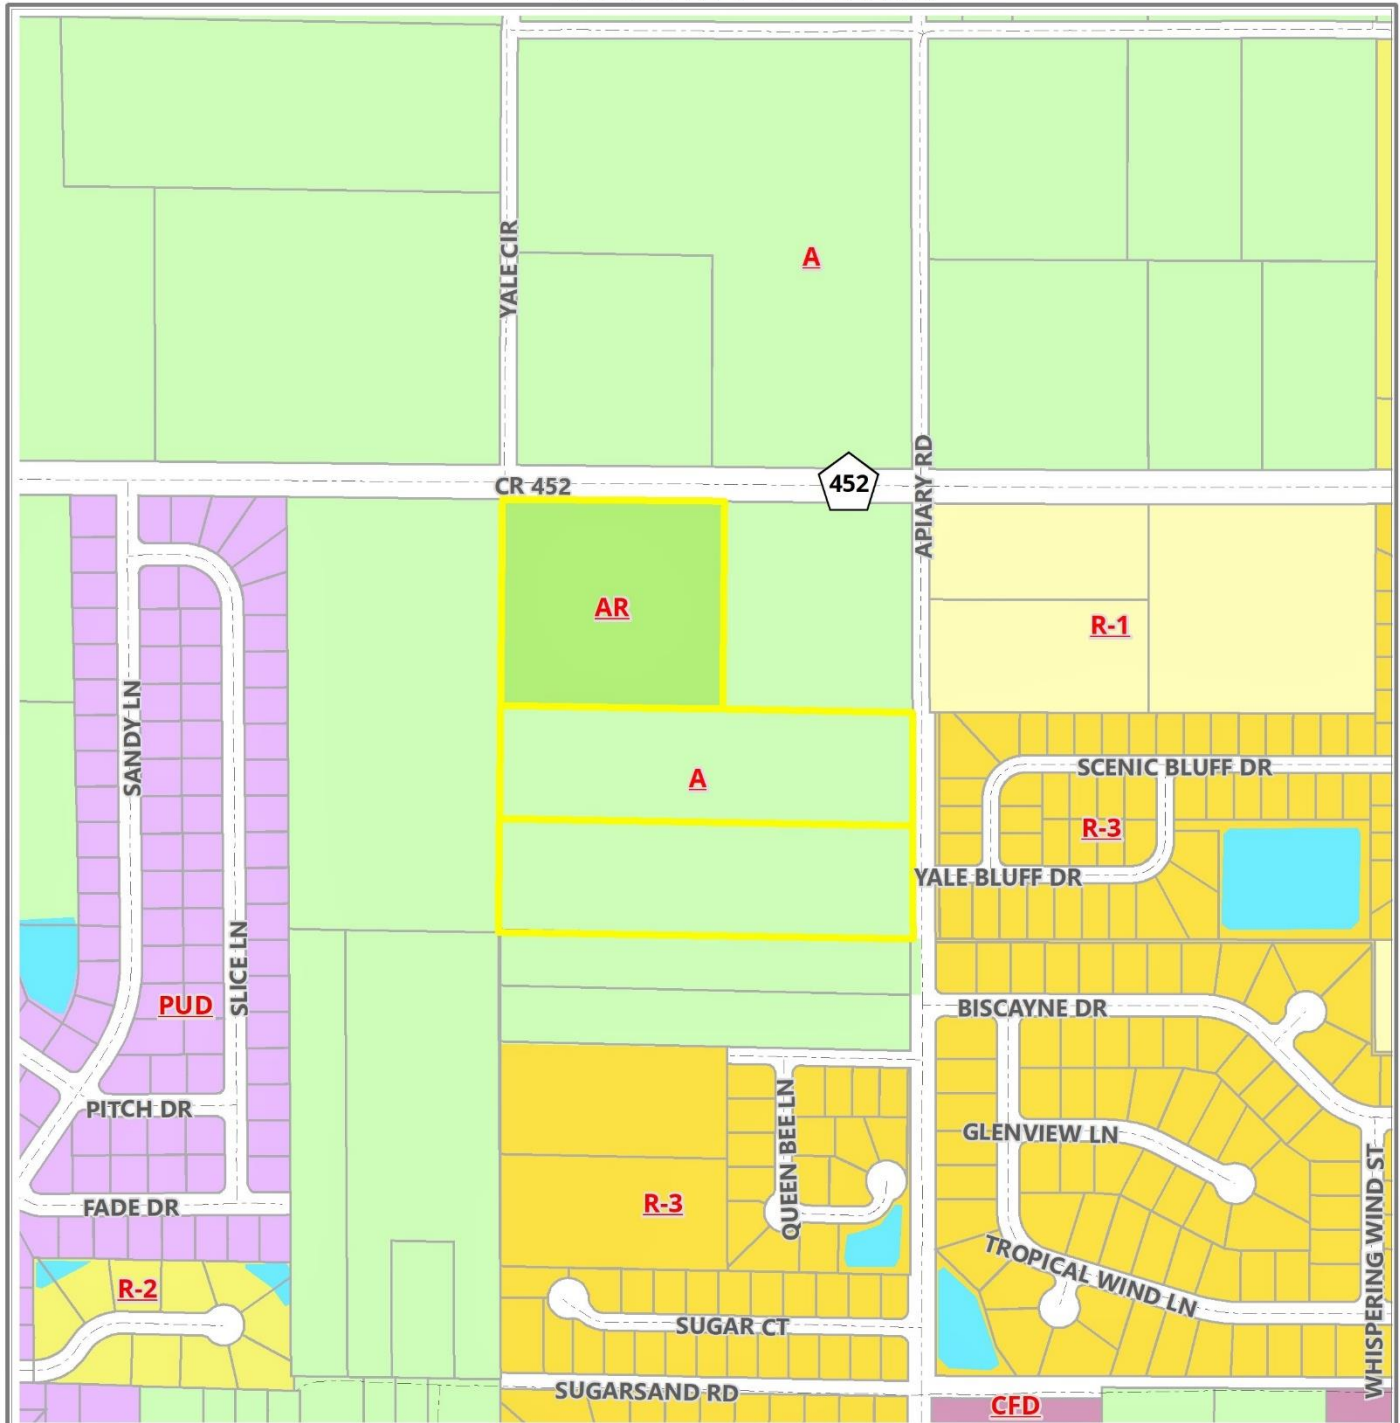 YALE CIR
A
CR 452
452
APIARY RD
AR
R-1
SANDY LN
A
SCENIC BLUFF DR
R-3
YALE BLUFF DR
SLICE LN
PUD
BISCAYNE DR
PITCH DR
QUEEN BEE LN
GLENVIEW LN
FADE DR
R-3
WHISPERING WIND ST
TROPICAL WIND LN
R-2
SUGAR CT
SUGARSAND RD
CFD